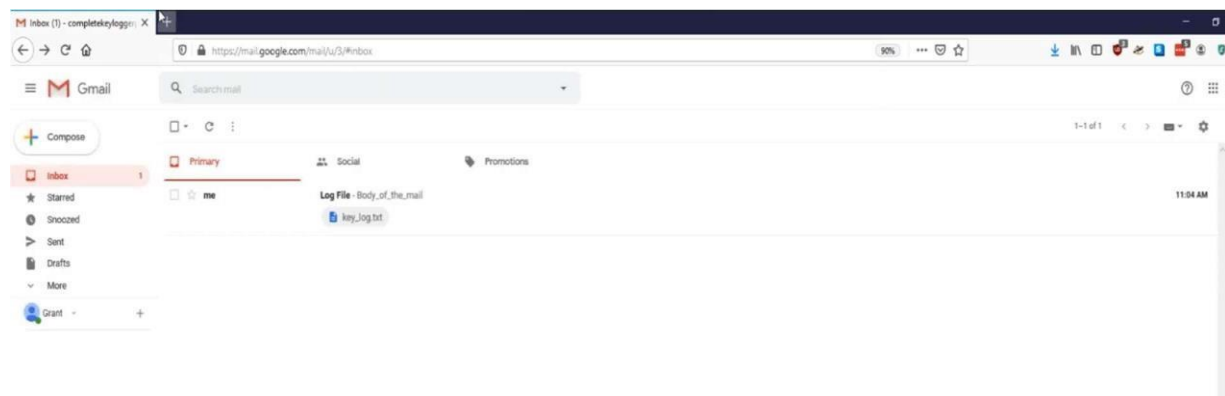 Inbox (1) - completekeylogger
https://mail.google.com/mail/u/3/#inbox
90%
Gmail
Search mail
Compose
1-1 of 1
Primary
Social
Promotions
Inbox 1
me Log File - Body_of_the_mail 11:04 AM
key_log.txt
Starred
Snoozed
Sent
Drafts
More
Grant